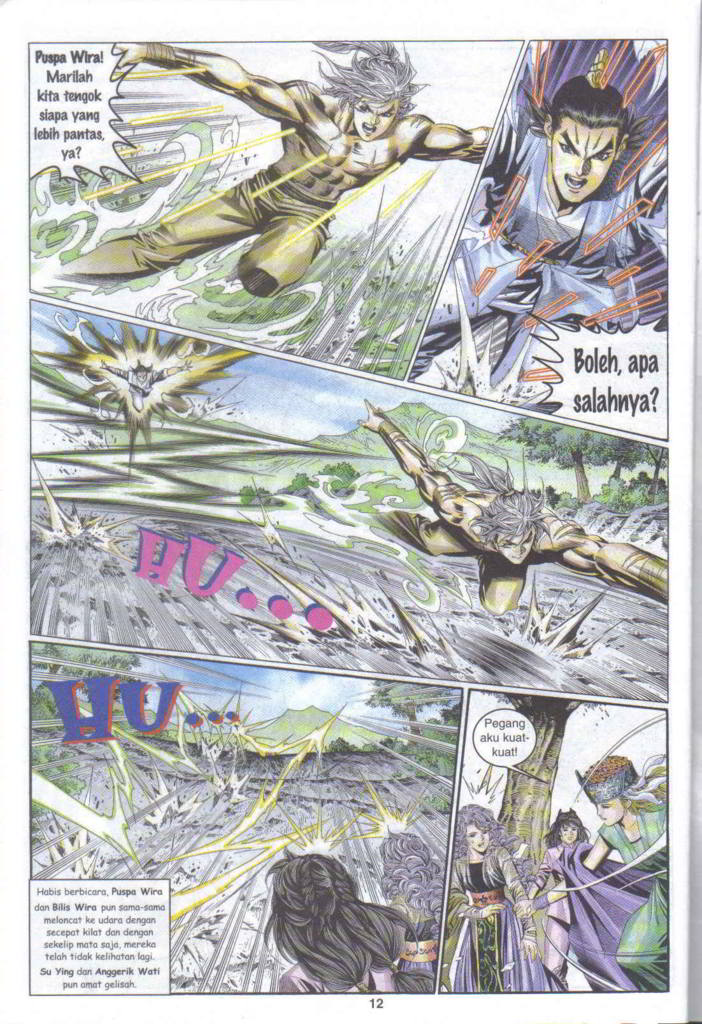 Puspa Wira!
Marilah
kita tengok
siapa yang
lebih pantas,
ya?
Boleh, apa
salahnya?
HU...
HU...
Habis berbicara, Puspa Wira
dan Bilis Wira pun sama-sama
meloncat ke udara dengan
secepat kilat dan dengan
sekelip mata saja, mereka
telah tidak kelihatan lagi.
Su Ying dan Anggerik Wati
pun amat gelisah.
Pegang
aku kuat-
kuat!
12